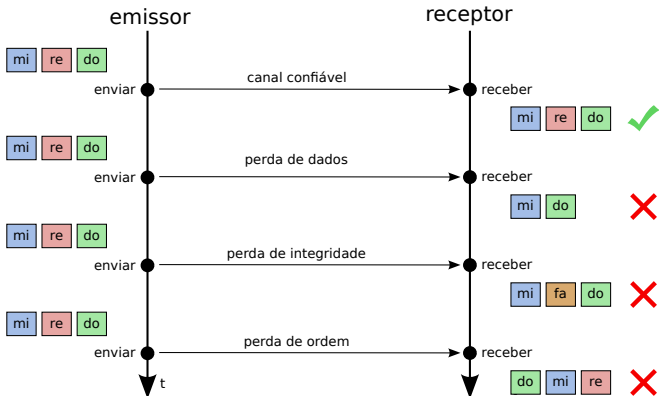 emissor receptor
mi re do
canal confiável
enviar receber
mi re do
mi re do
perda de dados
enviar receber
mi do
mi re do
perda de integridade
enviar receber
mi fa do
mi re do
perda de ordem
enviar receber
t
do mi re